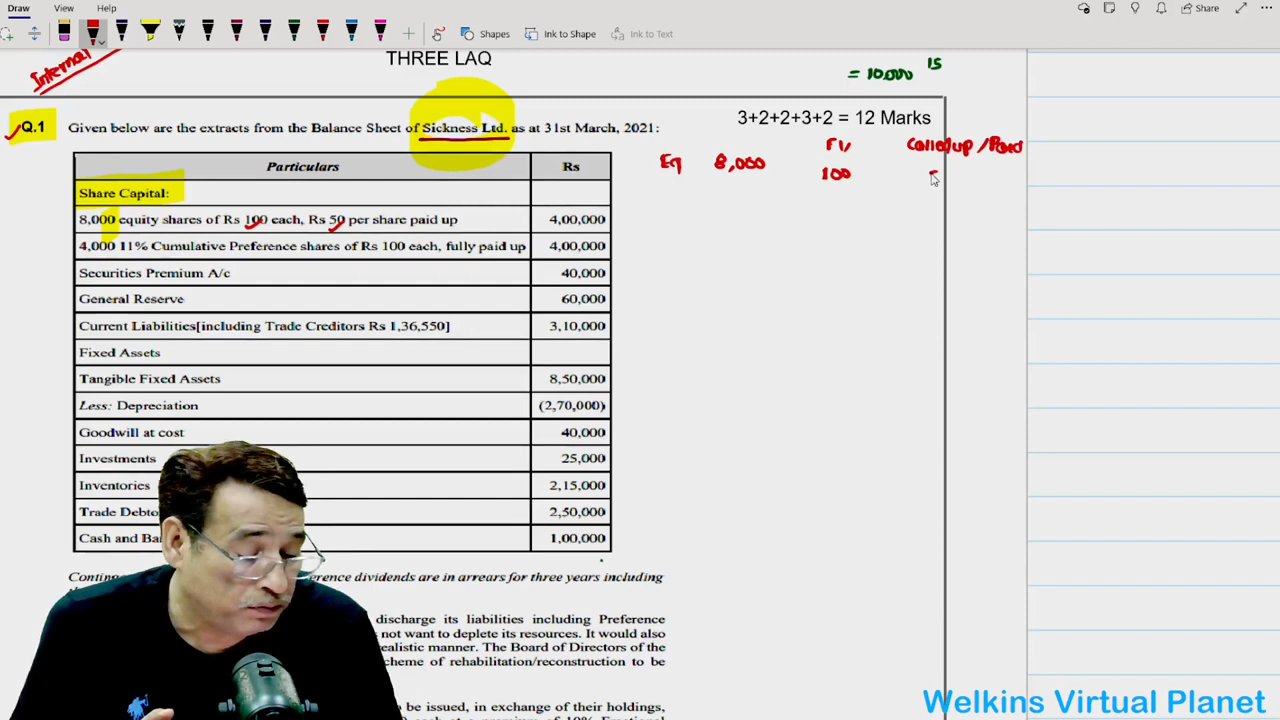 Draw View Help
Share
Shapes Ink to Shape Ink to Text
Internal
THREE LAQ
= 10,000 15
Q.1 Given below are the extracts from the Balance Sheet of Sickness Ltd. as at 31st March, 2021:
3+2+2+3+2 = 12 Marks
Particulars Rs
Eq 8,000 FV 100 Called up / Paid
Share Capital:
8,000 equity shares of Rs 100 each, Rs 50 per share paid up 4,00,000
4,000 11% Cumulative Preference shares of Rs 100 each, fully paid up 4,00,000
Securities Premium A/c 40,000
General Reserve 60,000
Current Liabilities[including Trade Creditors Rs 1,36,550] 3,10,000
Fixed Assets
Tangible Fixed Assets 8,50,000
Less: Depreciation (2,70,000)
Goodwill at cost 40,000
Investments 25,000
Inventories 2,15,000
Trade Debto 2,50,000
Cash and Ba 1,00,000
Contin erence dividends are in arrears for three years including
discharge its liabilities including Preference
not want to deplete its resources. It would also
ealistic manner. The Board of Directors of the
cheme of rehabilitation/reconstruction to be
o be issued, in exchange of their holdings,
each at a premium of 10% Fractional
Welkins Virtual Planet